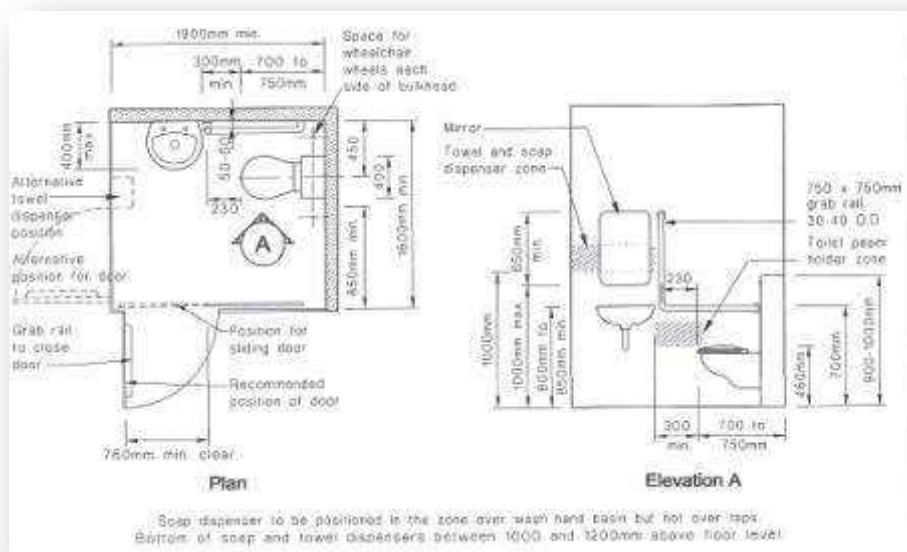 1900mm min.
300mm
min.
700 to
750mm
Space for
wheelchair
wheels each
side of bulkhead
400mm
max
50-60
450
400
230
1600mm min
850mm min.
Alternative
towel
dispenser
position
Alternative
position for door
Grab rail
to close
door
Position for
sliding door
Recommended
position of door
A
760mm min. clear
Plan
Mirror
Towel and soap
dispenser zone
750 x 750mm
grab rail
30-40 O.D
Toilet paper
holder zone
650mm
min
230
1000mm max
800mm to
850mm min.
460mm
700mm
900-1000mm
300
min.
700 to
750mm
Elevation A
Soap dispenser to be positioned in the zone over wash hand basin but not over taps
Bottom of soap and towel dispensers between 1000 and 1200mm above floor level.